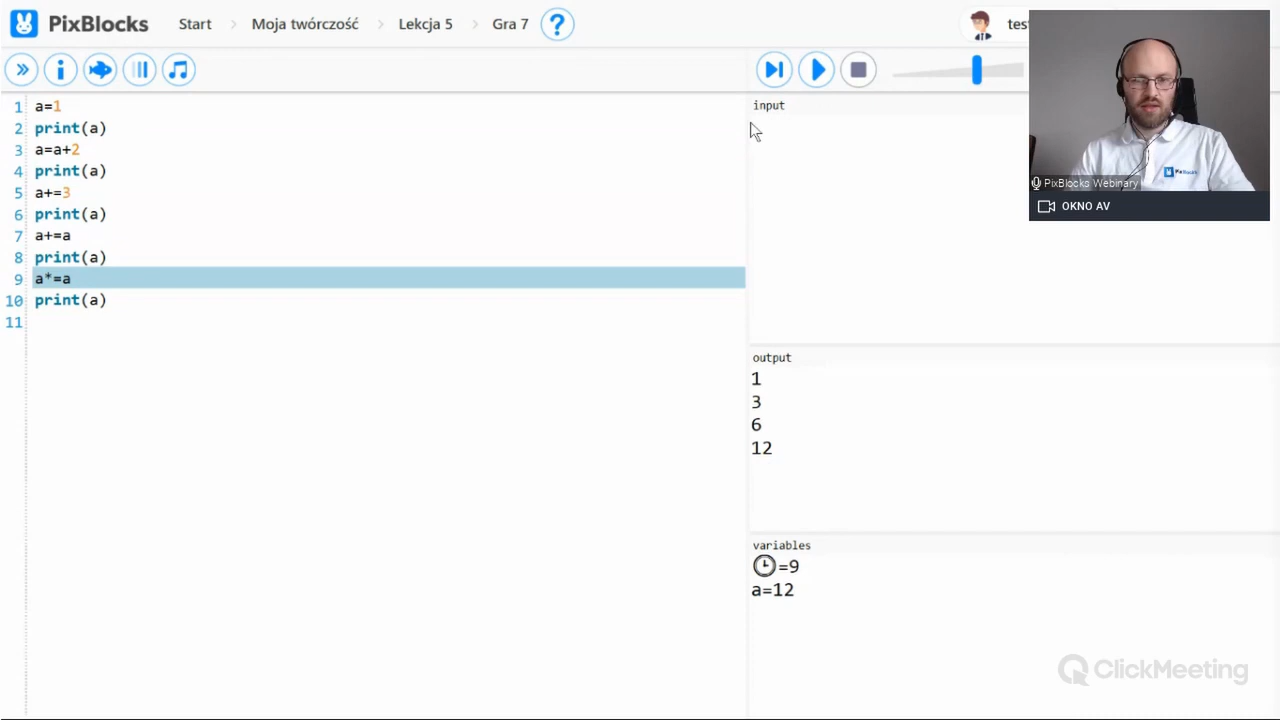 PixBlocks Start Moja twórczość Lekcja 5 Gra 7 ? test
1 a=1
2 print(a)
3 a=a+2
4 print(a)
5 a+=3
6 print(a)
7 a+=a
8 print(a)
9 a*=a
10 print(a)
11
input
output
1
3
6
12
variables
=9
a=12
PixBlocks
PixBlocks Webinary
OKNO AV
ClickMeeting